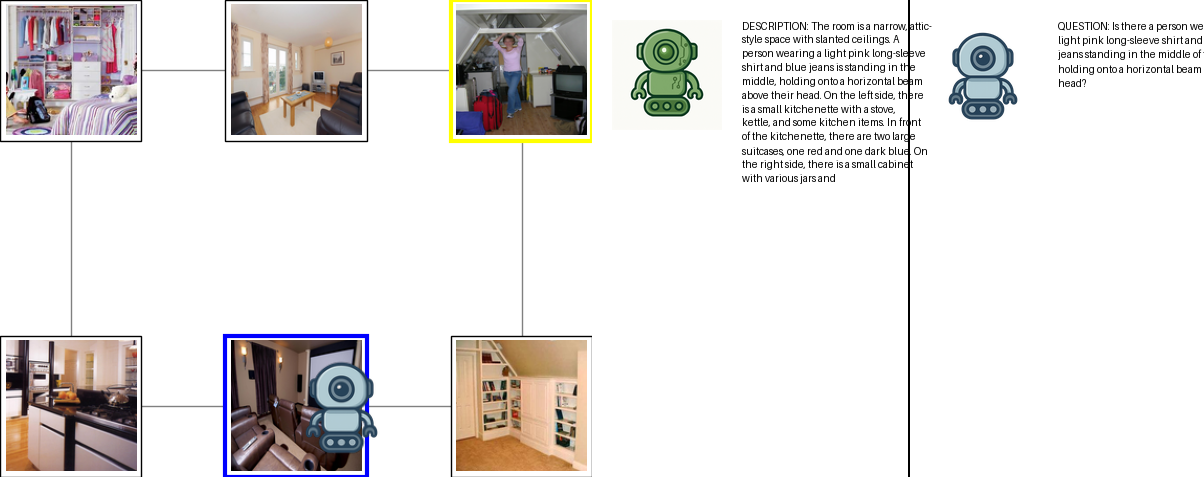 DESCRIPTION: The room is a narrow, attic-
style space with slanted ceilings. A
person wearing a light pink long-sleeve
shirt and blue jeans is standing in the
middle, holding onto a horizontal beam
above their head. On the left side, there
is a small kitchenette with a stove,
kettle, and some kitchen items. In front
of the kitchenette, there are two large
suitcases, one red and one dark blue. On
the right side, there is a small cabinet
with various jars and
QUESTION: Is there a person we
light pink long-sleeve shirt and
jeans standing in the middle of
holding onto a horizontal beam
head?